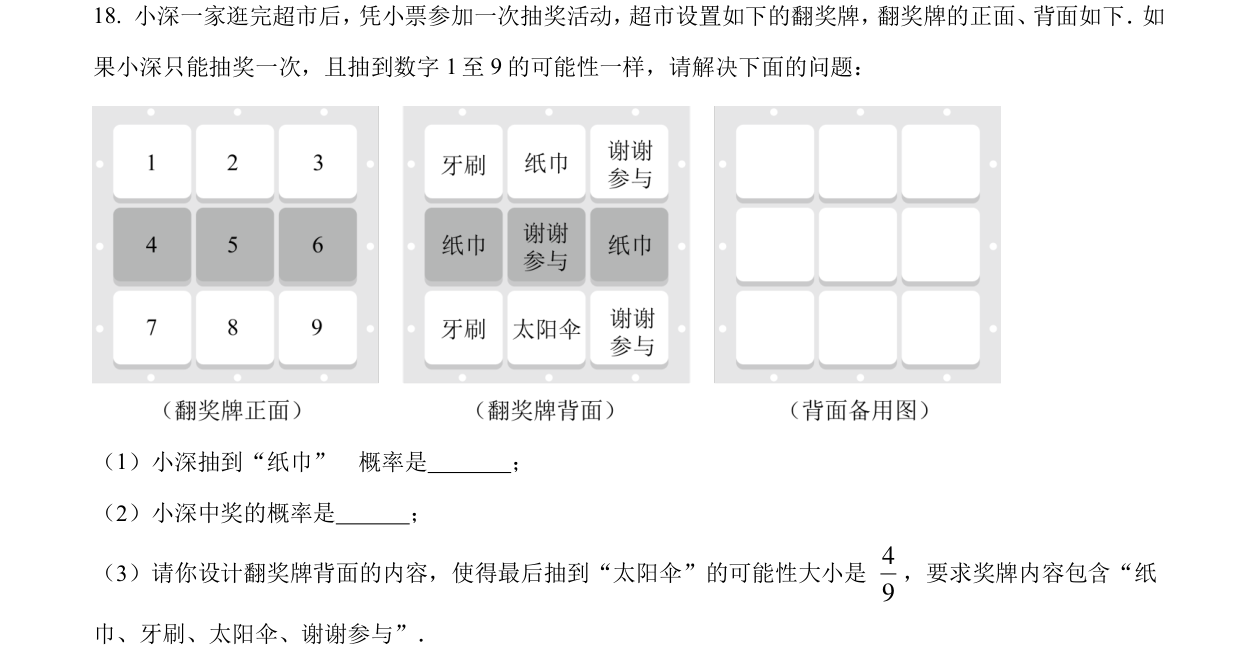 18. 小深一家逛完超市后，凭小票参加一次抽奖活动，超市设置如下的翻奖牌，翻奖牌的正面、背面如下．如
果小深只能抽奖一次，且抽到数字 1 至 9 的可能性一样，请解决下面的问题：
1 2 3
4 5 6
7 8 9
（翻奖牌正面）
牙刷 纸巾 谢谢参与
纸巾 谢谢参与 纸巾
牙刷 太阳伞 谢谢参与
（翻奖牌背面）
（背面备用图）
（1）小深抽到“纸巾” 概率是_______；
（2）小深中奖的概率是______；
（3）请你设计翻奖牌背面的内容，使得最后抽到“太阳伞”的可能性大小是 4/9，要求奖牌内容包含“纸
巾、牙刷、太阳伞、谢谢参与”．